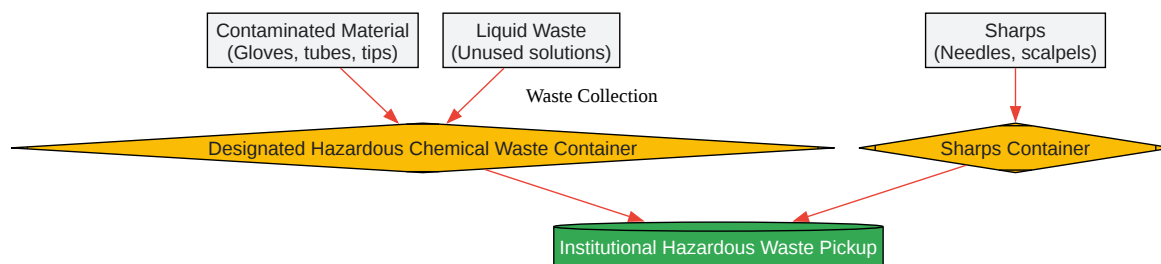 Contaminated Material
(Gloves, tubes, tips)
Liquid Waste
(Unused solutions)
Sharps
(Needles, scalpels)
Waste Collection
Designated Hazardous Chemical Waste Container
Sharps Container
Institutional Hazardous Waste Pickup